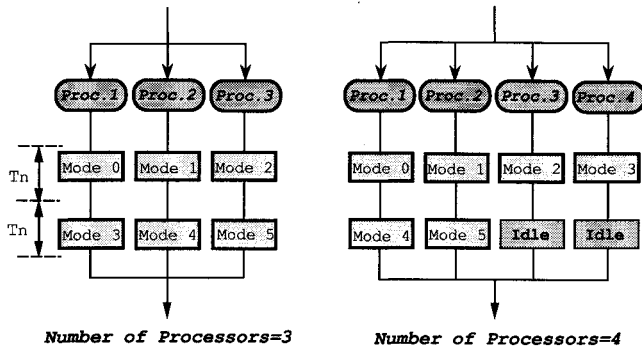 Proc.1 Proc.2 Proc.3
Tn Mode 0 Mode 1 Mode 2
Tn Mode 3 Mode 4 Mode 5
Number of Processors=3
Proc.1 Proc.2 Proc.3 Proc.4
Mode 0 Mode 1 Mode 2 Mode 3
Mode 4 Mode 5 Idle Idle
Number of Processors=4